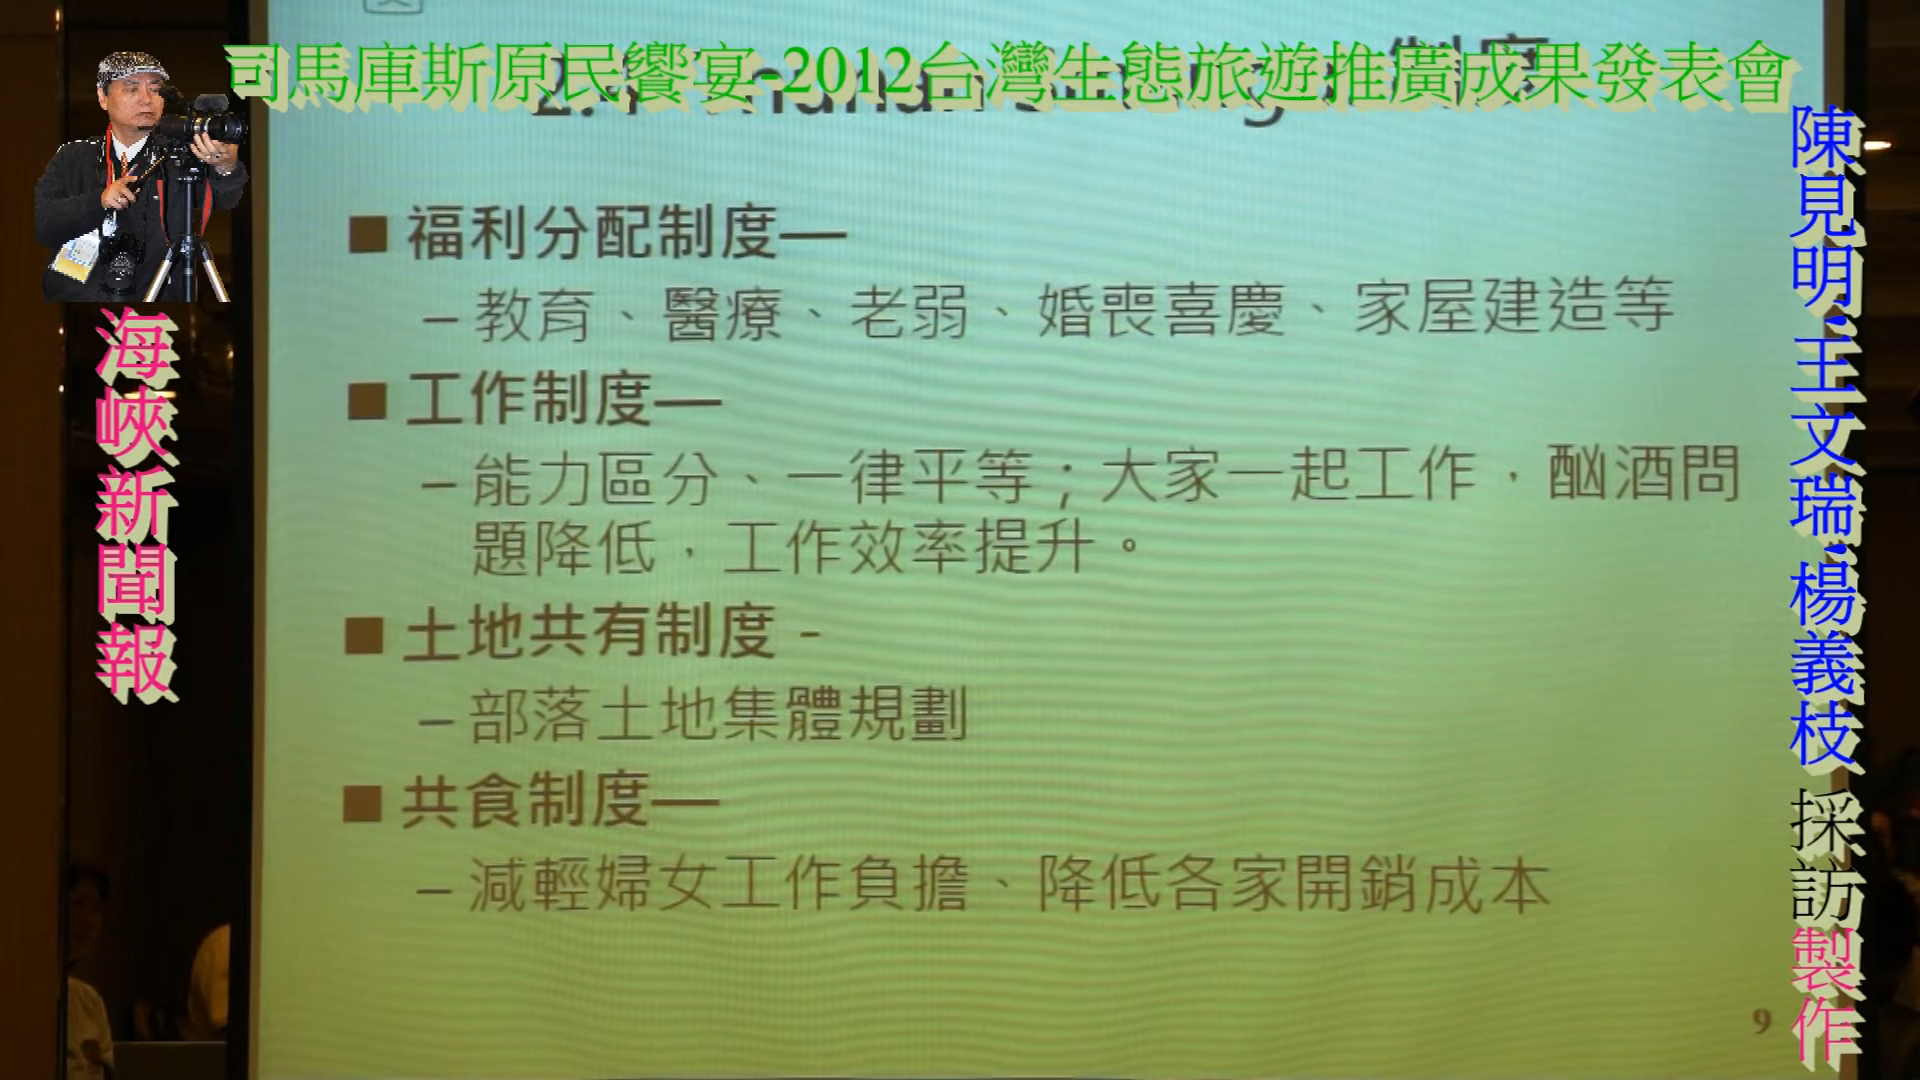 司馬庫斯原民饗宴-2012台灣生態旅遊推廣成果發表會
海峽新聞報
福利分配制度—
– 教育、醫療、老弱、婚喪喜慶、家屋建造等
工作制度—
– 能力區分、一律平等；大家一起工作，酗酒問
題降低，工作效率提升。
土地共有制度 -
– 部落土地集體規劃
共食制度—
– 減輕婦女工作負擔、降低各家開銷成本
9
陳見明.王文瑞.楊義枝 採訪製作